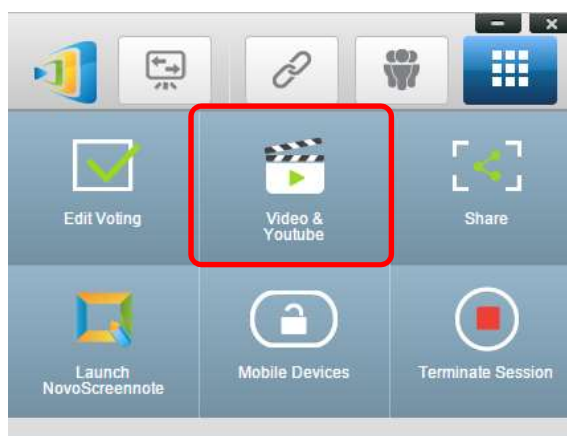 Edit Voting
Video &
Youtube
Share
Launch
NovoScreennote
Mobile Devices
Terminate Session